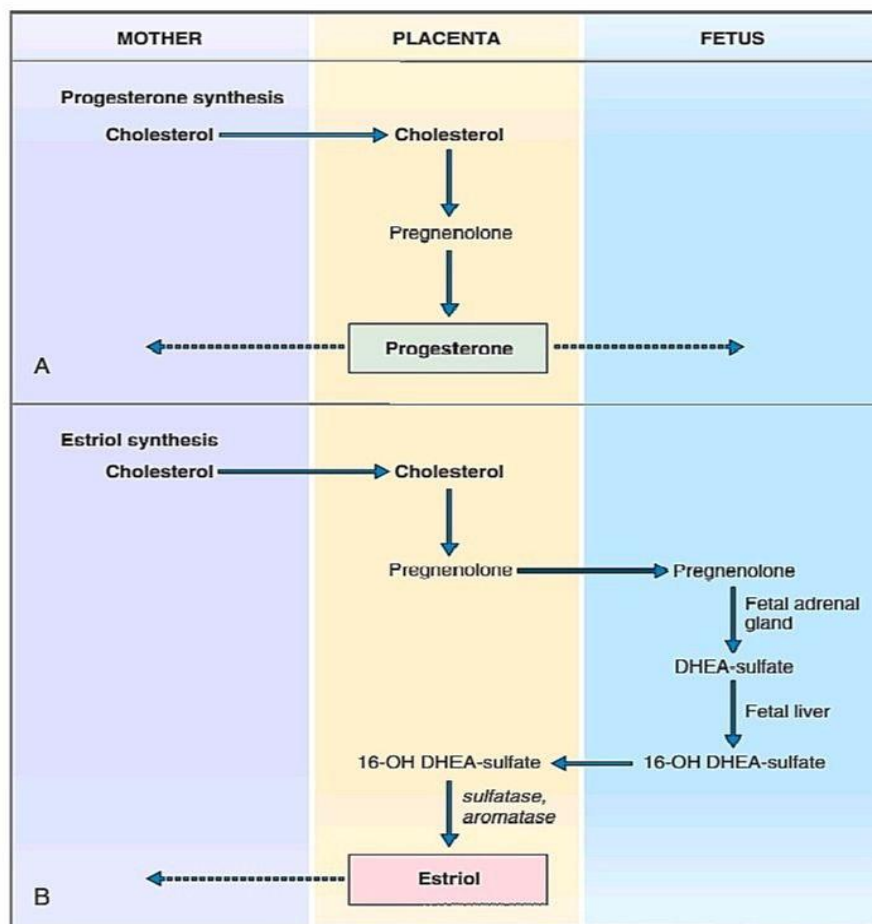 MOTHER PLACENTA FETUS
Progesterone synthesis
Cholesterol Cholesterol
Pregnenolone
Progesterone
A
Estriol synthesis
Cholesterol Cholesterol
Pregnenolone Pregnenolone
Fetal adrenal
gland
DHEA-sulfate
Fetal liver
16-OH DHEA-sulfate 16-OH DHEA-sulfate
sulfatase,
aromatase
Estriol
B